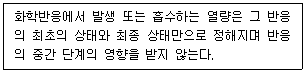 화학반응에서 발생 또는 흡수하는 열량은 그 반응
의 최초의 상태와 최종 상태만으로 정해지며 반응
의 중간 단계의 영향을 받지 않는다.